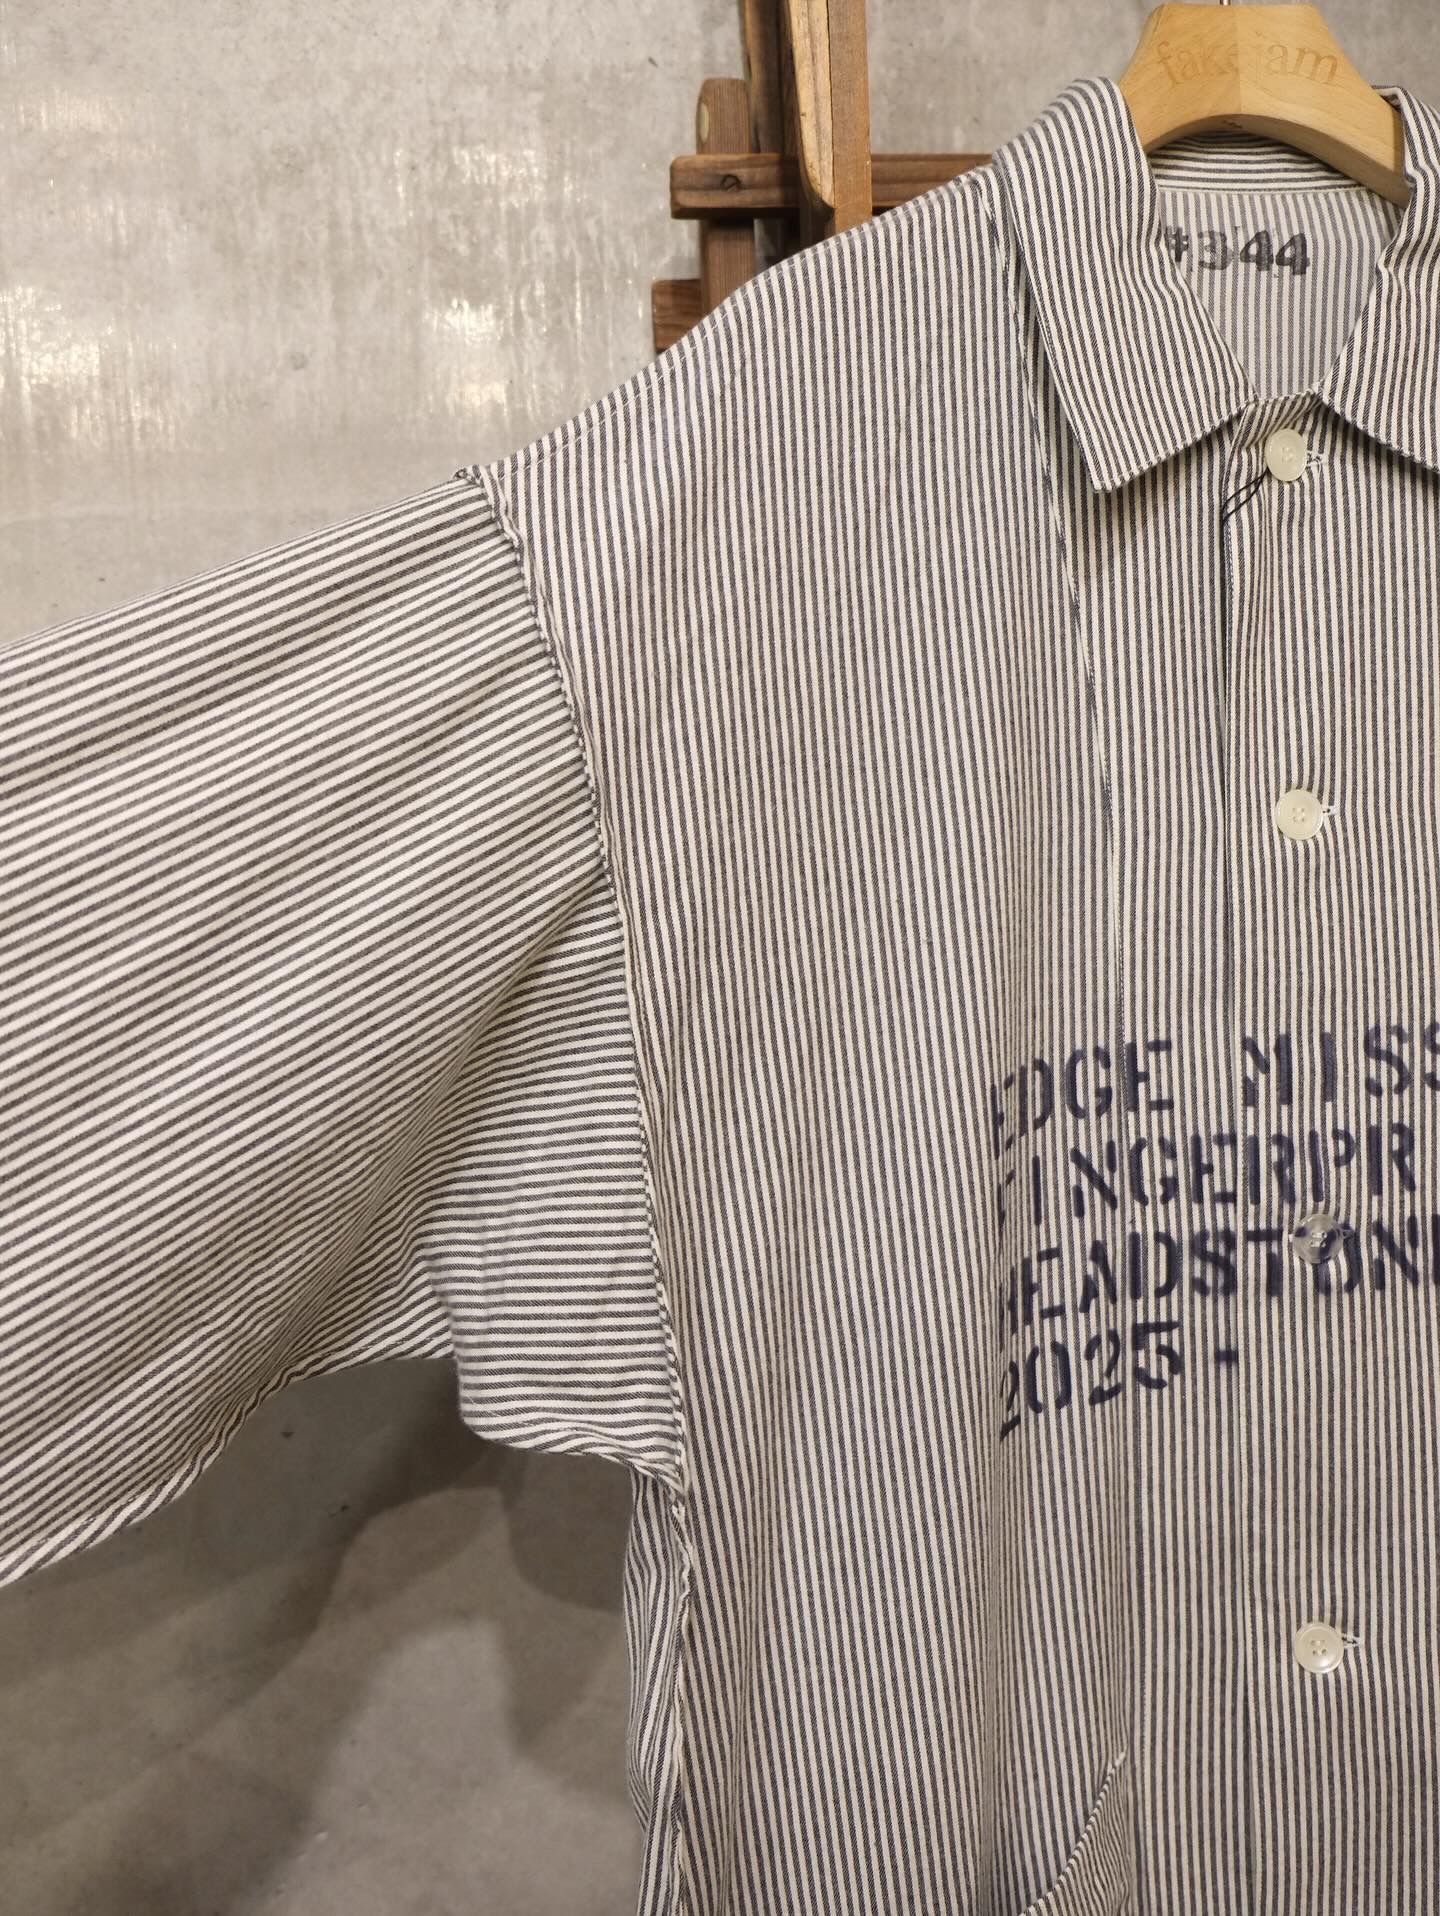 fakejam
#344
EDGE MISS
FINGERPR
HEADSTON
2025 -